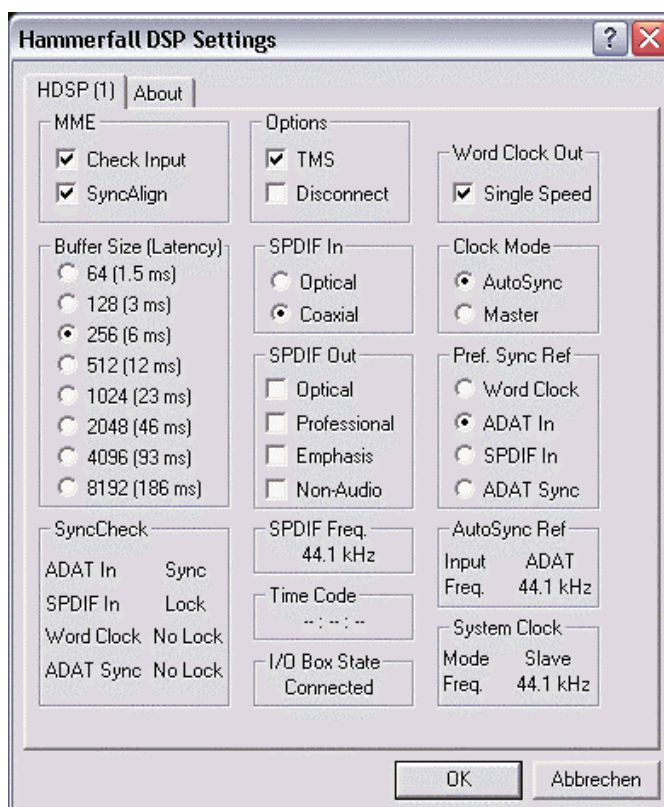 Hammerfall DSP Settings
HDSP (1)
About
MME
Check Input
SyncAlign
Options
TMS
Disconnect
Word Clock Out
Single Speed
Buffer Size (Latency)
64 (1.5 ms)
128 (3 ms)
256 (6 ms)
512 (12 ms)
1024 (23 ms)
2048 (46 ms)
4096 (93 ms)
8192 (186 ms)
SPDIF In
Optical
Coaxial
Clock Mode
AutoSync
Master
SPDIF Out
Optical
Professional
Emphasis
Non-Audio
Pref. Sync Ref
Word Clock
ADAT In
SPDIF In
ADAT Sync
SyncCheck
ADAT In Sync
SPDIF In Lock
Word Clock No Lock
ADAT Sync No Lock
SPDIF Freq.
44.1 kHz
Time Code
-- : -- : --
I/O Box State
Connected
AutoSync Ref
Input ADAT
Freq. 44.1 kHz
System Clock
Mode Slave
Freq. 44.1 kHz
OK
Abbrechen